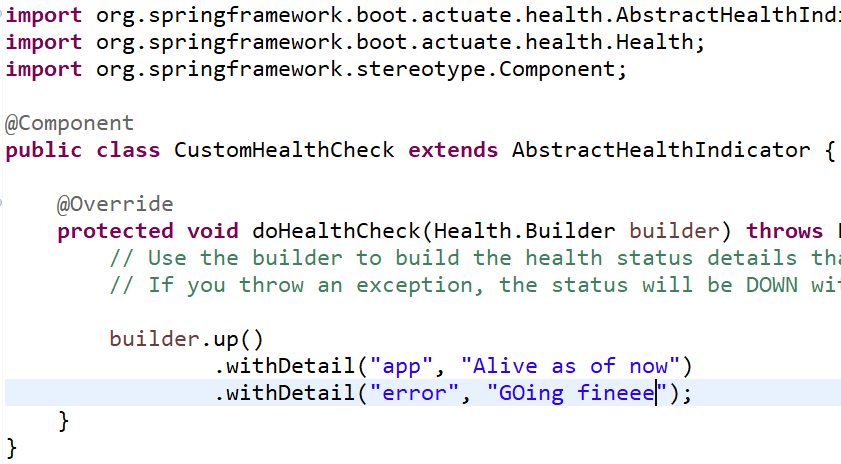 import org.springframework.boot.actuate.health.AbstractHealthIndi
import org.springframework.boot.actuate.health.Health;
import org.springframework.stereotype.Component;
@Component
public class CustomHealthCheck extends AbstractHealthIndicator {
@Override
protected void doHealthCheck(Health.Builder builder) throws
// Use the builder to build the health status details tha
// If you throw an exception, the status will be DOWN wit
builder.up()
.withDetail("app", "Alive as of now")
.withDetail("error", "GOing fineee");
}
}